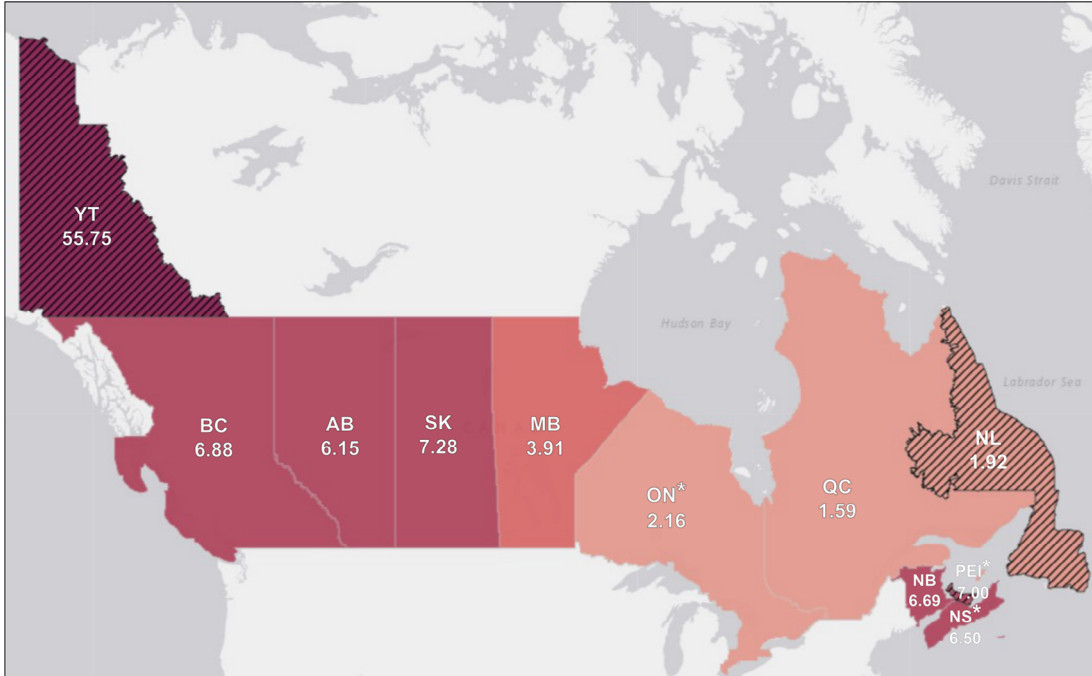 Davis Strait
YT
55.75
Hudson Bay
Labrador Sea
BC
6.88
AB
6.15
SK
7.28
MB
3.91
ON*
2.16
QC
1.59
NL
1.92
NB
6.69
PEI*
7.00
NS*
6.50